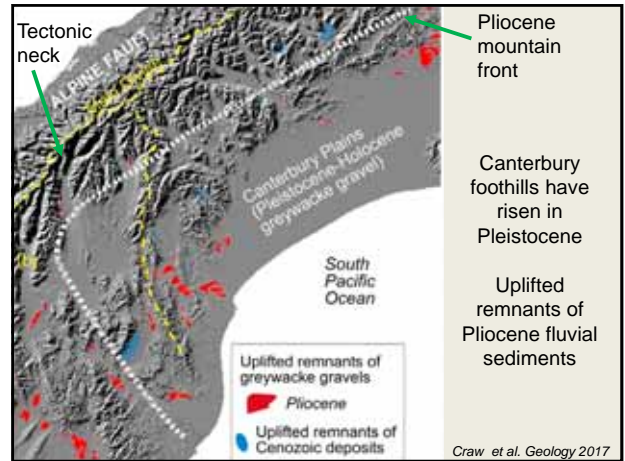 Tectonic
neck
ALPINE FAULT
Pliocene
mountain
front
Canterbury Plains
(Pleistocene-Holocene
greywacke gravel)
Canterbury
foothills have
risen in
Pleistocene
South
Pacific
Ocean
Uplifted
remnants of
Pliocene fluvial
sediments
Uplifted remnants of
greywacke gravels
Pliocene
Uplifted remnants of
Cenozoic deposits
Craw et al. Geology 2017